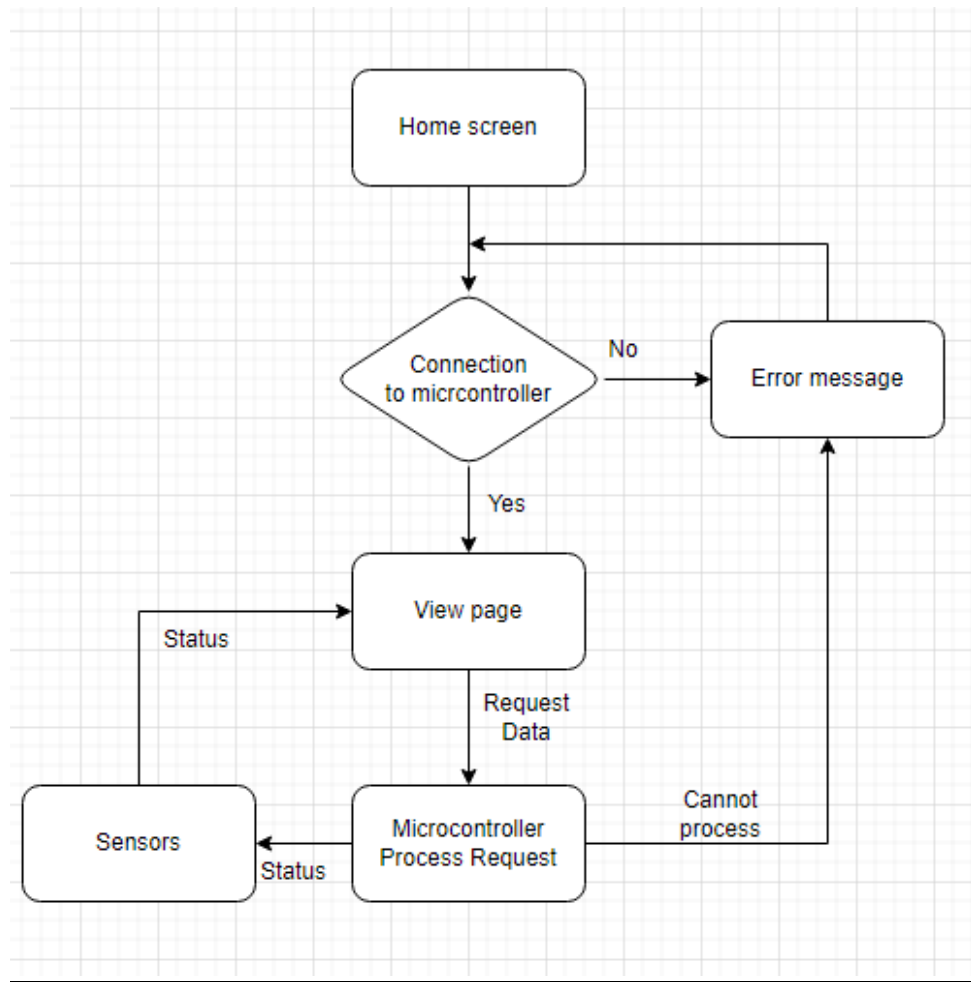 Home screen
Connection
to micrcontroller
No
Error message
Yes
View page
Status
Request
Data
Sensors
Status
Microcontroller
Process Request
Cannot
process